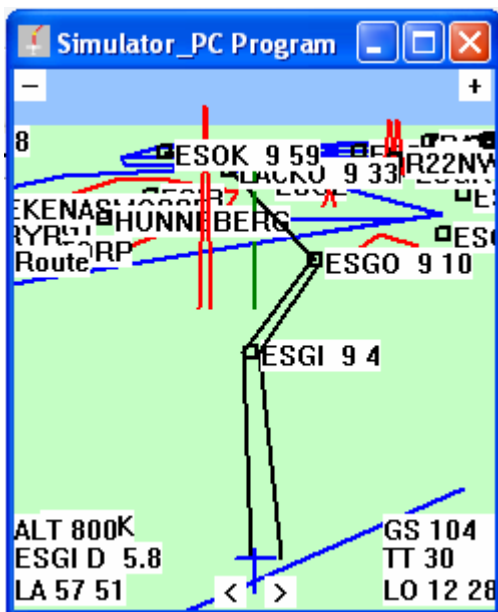 Simulator_PC Program
− +
8
ESOK 9 59
LACKO 9 33
R22NW
HUNNEBERG
Route
ESGO 9 10
ESGI 9 4
ALT 800 GS 104
ESGI D 5.8 TT 30
LA 57 51 < > LO 12 28